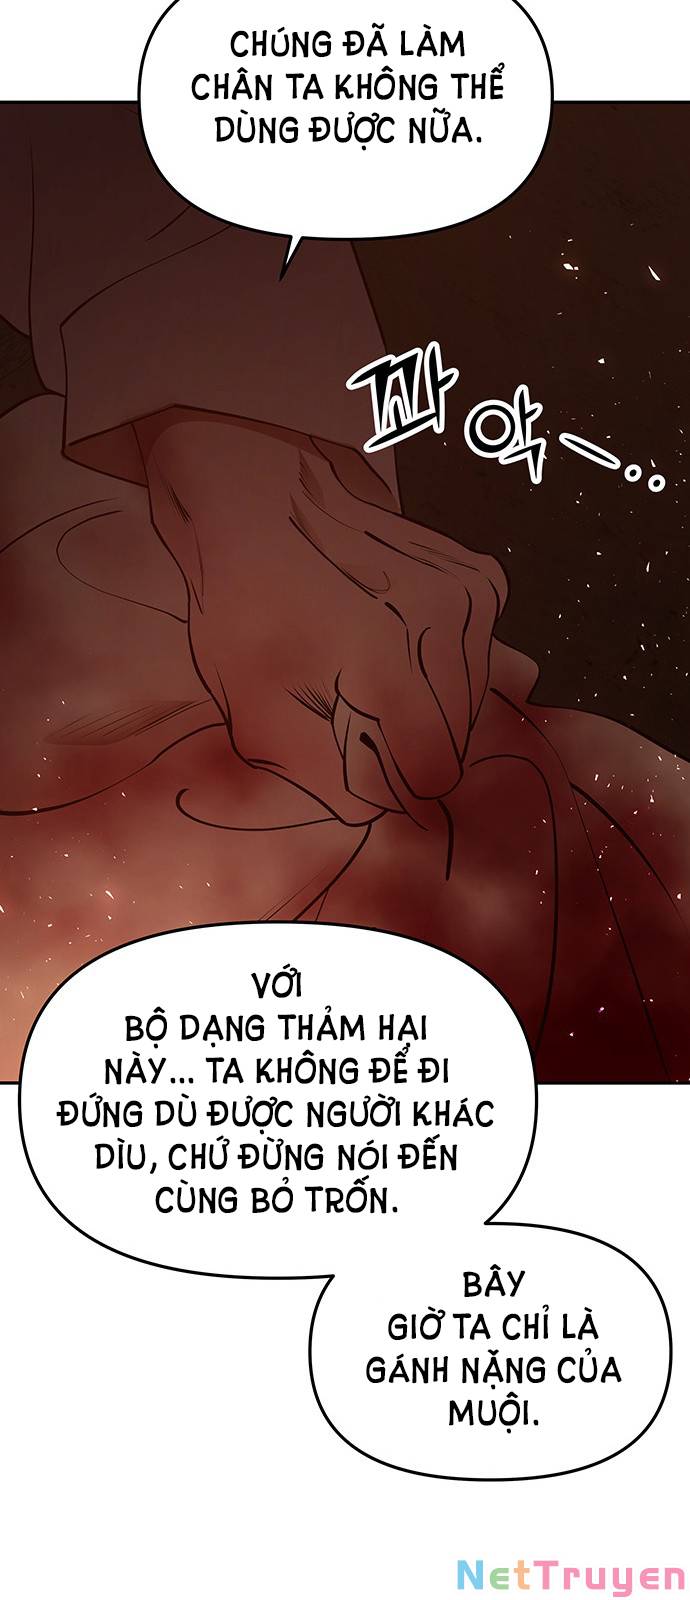 CHÚNG ĐÃ LÀM
CHÂN TA KHÔNG THỂ
DÙNG ĐƯỢC NỮA.
꽈악ㅡ..
VỚI
BỘ DẠNG THẢM HẠI
NÀY... TA KHÔNG ĐỂ ĐI
ĐỨNG DÙ ĐƯỢC NGƯỜI KHÁC
DÌU, CHỨ ĐỪNG NÓI ĐẾN
CÙNG BỎ TRỐN.
BÂY
GIỜ TA CHỈ LÀ
GÁNH NẶNG CỦA
MUỘI.
NetTruyen